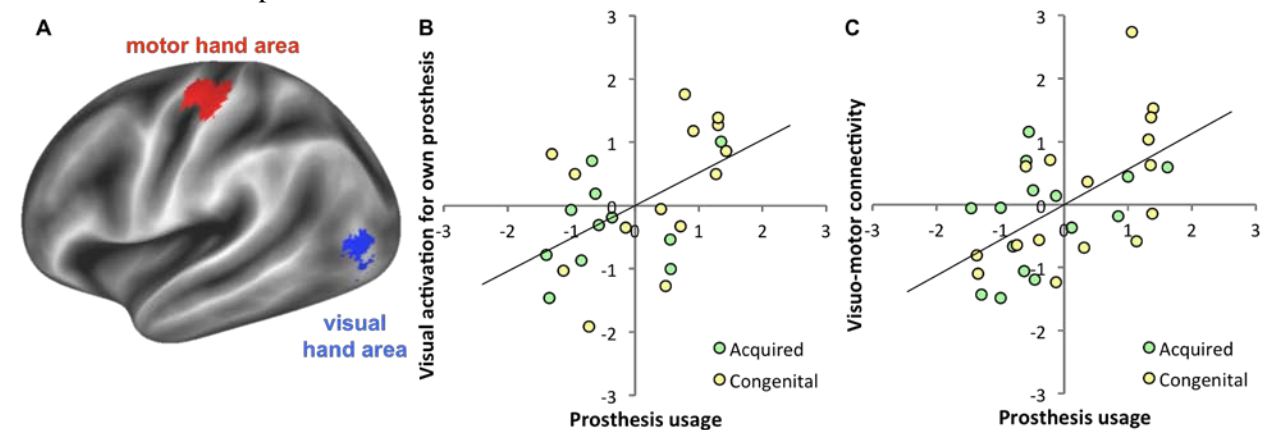 A
motor hand area
visual
hand area
B
Visual activation for own prosthesis
3
2
1
0
-1
-2
-3
-3
-2
-1
0
1
2
3
Acquired
Congenital
Prosthesis usage
C
Visuo-motor connectivity
3
2
1
0
-1
-2
-3
-3
-2
-1
0
1
2
3
Acquired
Congenital
Prosthesis usage